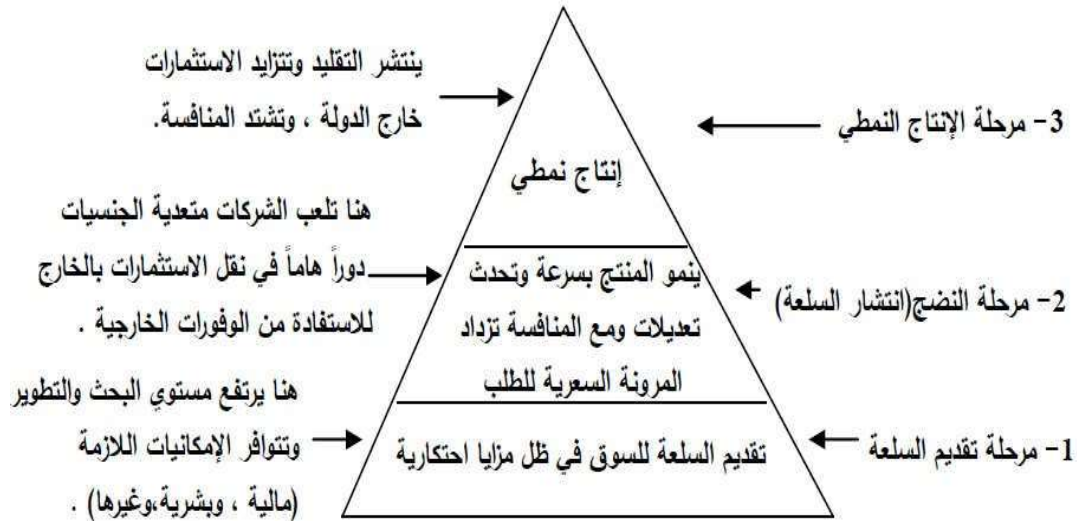 ينتشر التقليد وتتزايد الاستثمارات
خارج الدولة ، وتشتد المنافسة.
3- مرحلة الإنتاج النمطي
إنتاج نمطي
هنا تلعب الشركات متعدية الجنسيات
دوراً هاماً في نقل الاستثمارات بالخارج
للاستفادة من الوفورات الخارجية .
ينمو المنتج بسرعة وتحدث
تعديلات ومع المنافسة تزداد
المرونة السعرية للطلب
2- مرحلة النضج(انتشار السلعة)
هنا يرتفع مستوي البحث والتطوير
وتتوافر الإمكانيات اللازمة
(مالية ، وبشرية،وغيرها) .
تقديم السلعة للسوق في ظل مزايا احتكارية
1- مرحلة تقديم السلعة